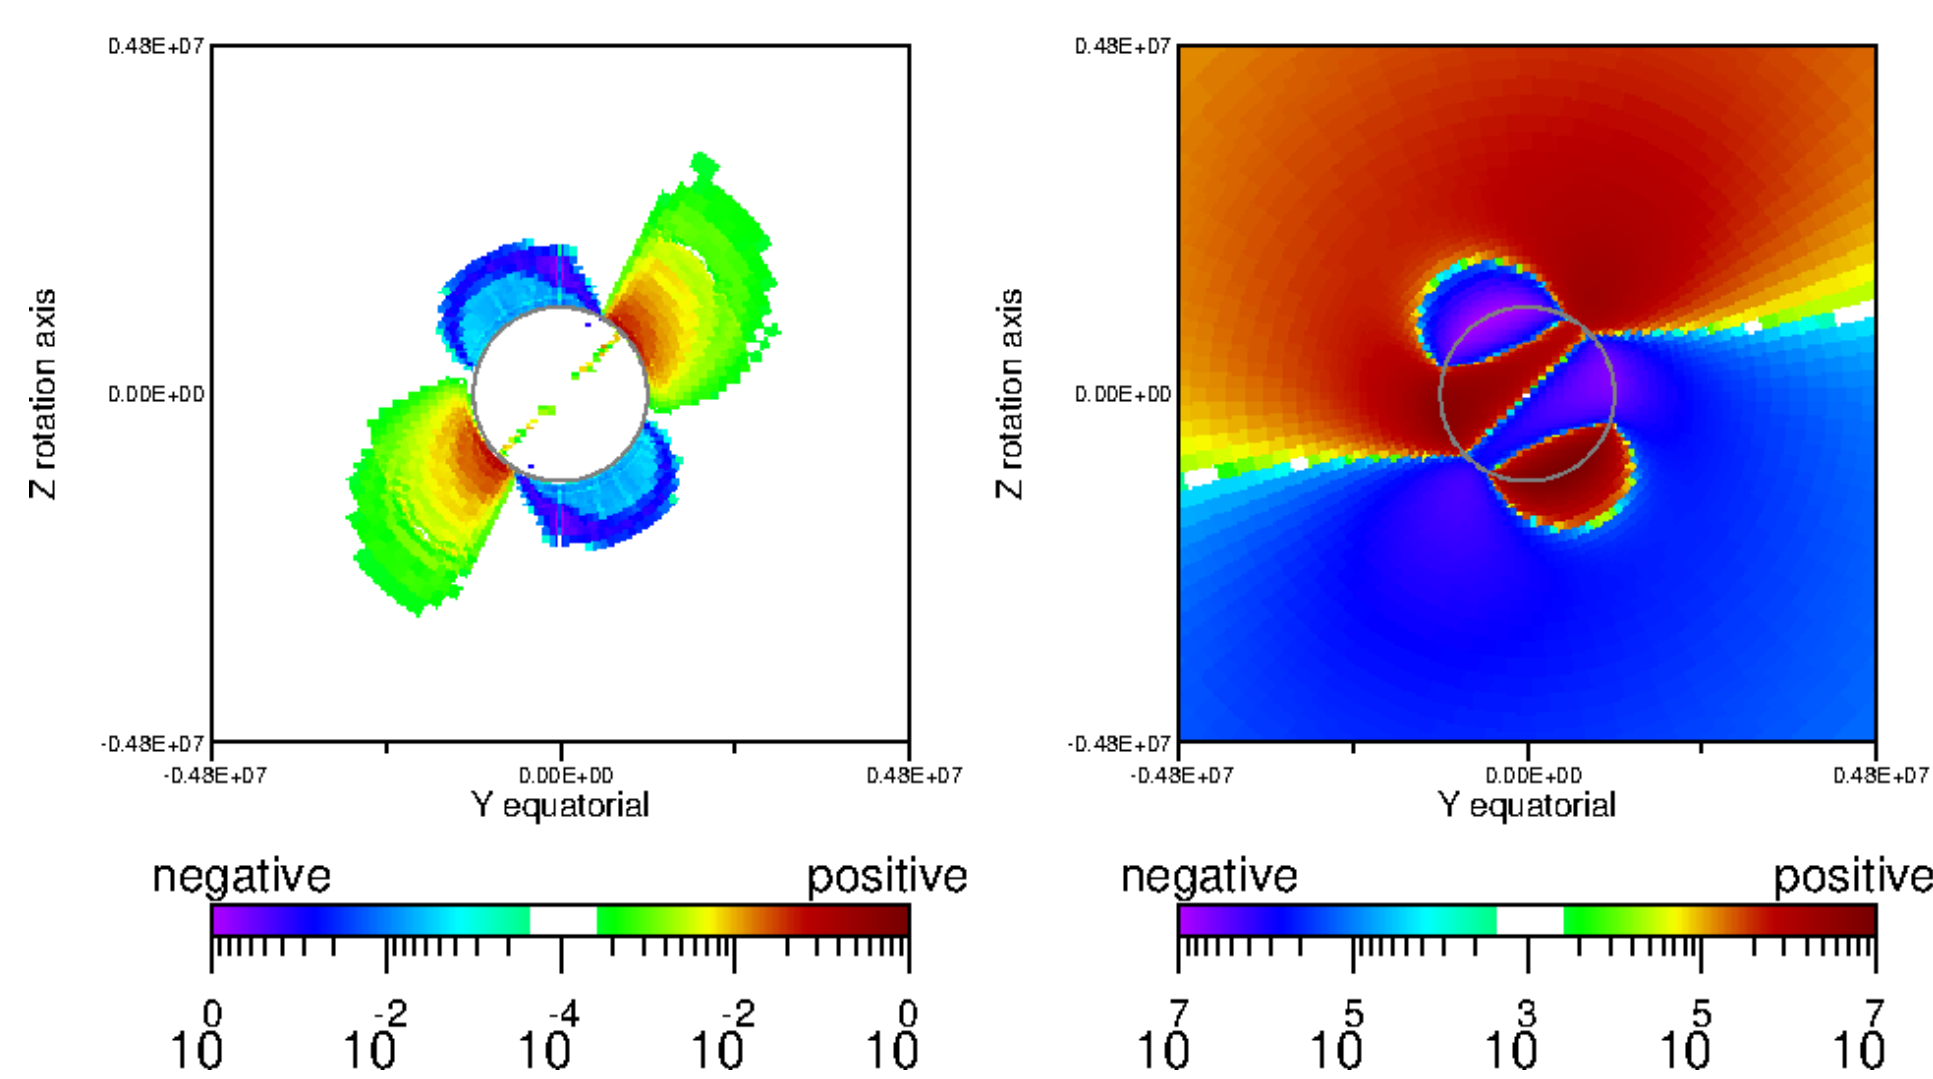 0.48E+07
0.00E+00
-0.48E+07
Z rotation axis
-0.48E+07
0.00E+00
0.48E+07
Y equatorial
negative
positive
10^0
10^-2
10^-4
10^-2
10^0
0.48E+07
0.00E+00
-0.48E+07
Z rotation axis
-0.48E+07
0.00E+00
0.48E+07
Y equatorial
negative
positive
10^7
10^5
10^3
10^5
10^7